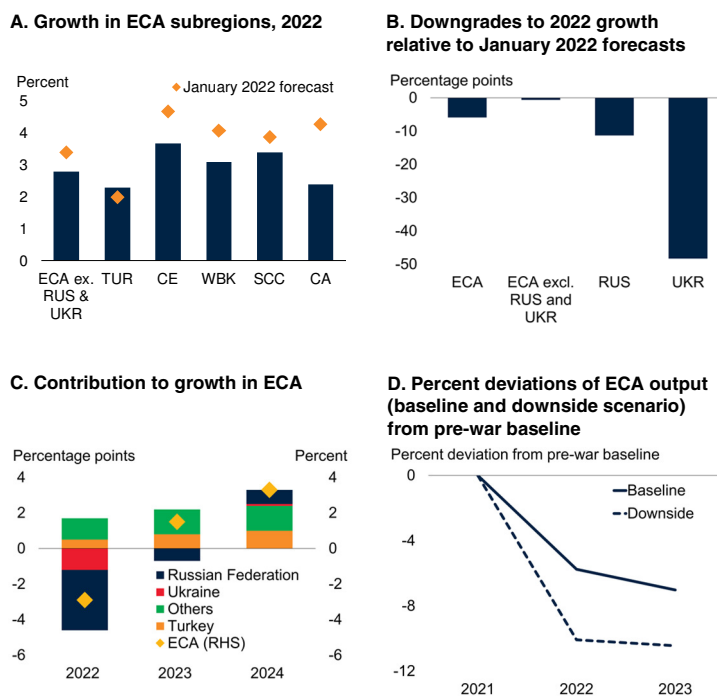 A. Growth in ECA subregions, 2022
Percent
January 2022 forecast
5
4
3
2
1
0
ECA ex. RUS & UKR
TUR
CE
WBK
SCC
CA
B. Downgrades to 2022 growth
relative to January 2022 forecasts
Percentage points
0
-10
-20
-30
-40
-50
ECA
ECA excl. RUS and UKR
RUS
UKR
C. Contribution to growth in ECA
Percentage points
Percent
4
2
0
-2
-4
-6
4
2
0
-2
-4
-6
Russian Federation
Ukraine
Others
Turkey
ECA (RHS)
2022
2023
2024
D. Percent deviations of ECA output
(baseline and downside scenario)
from pre-war baseline
Percent deviation from pre-war baseline
0
-4
-8
-12
Baseline
Downside
2021
2022
2023